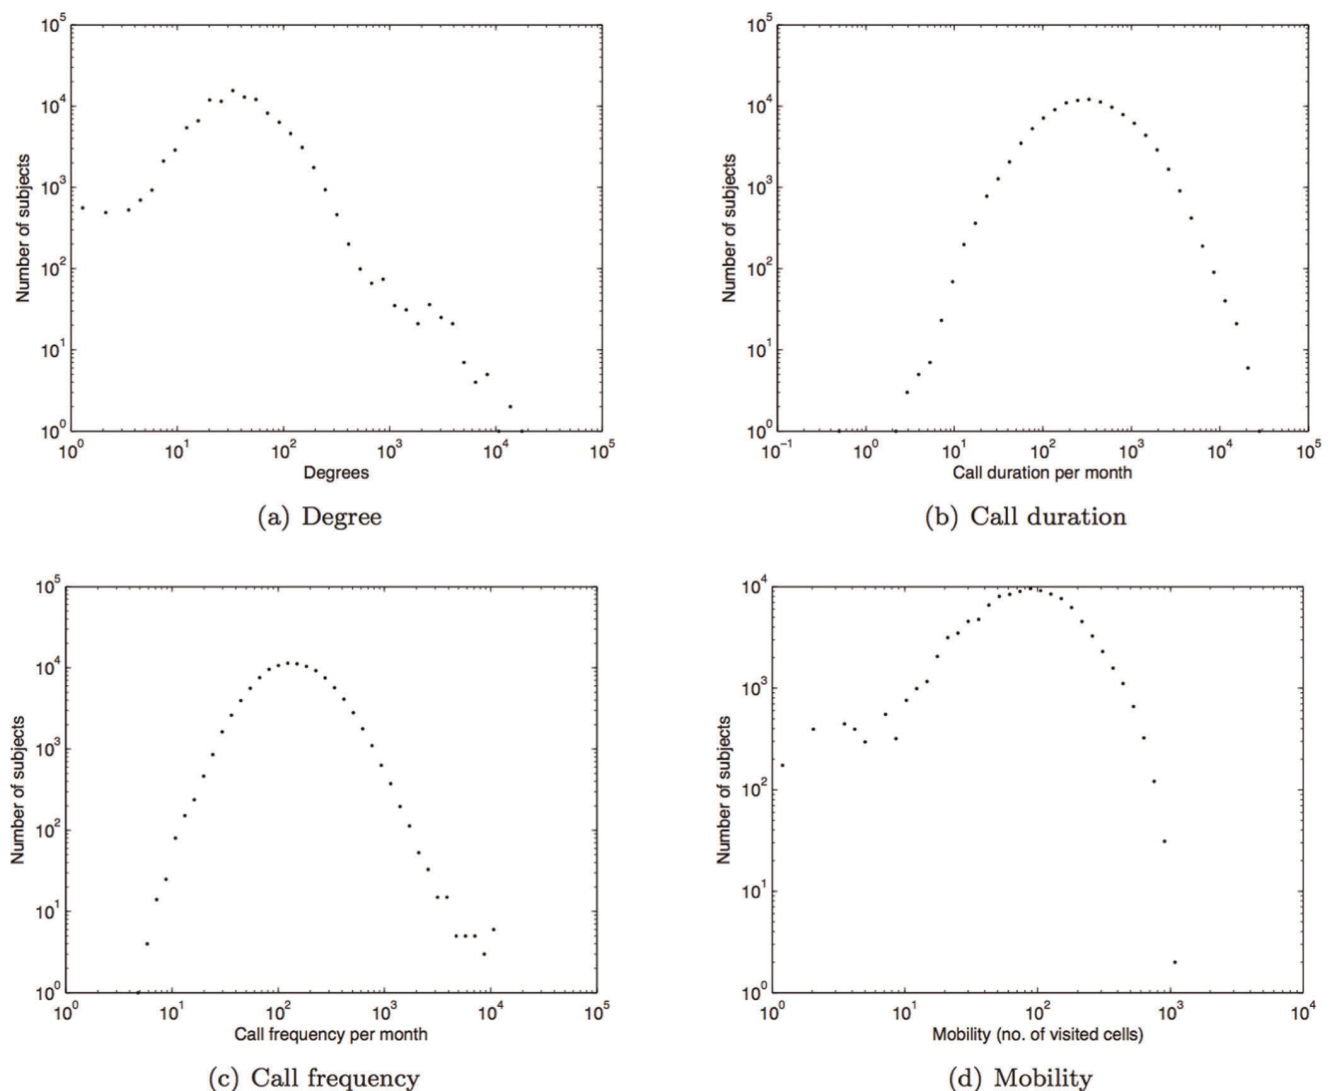 10^5
10^4
10^3
10^2
10^1
10^0
Number of subjects
10^0 10^1 10^2 10^3 10^4 10^5
Degrees
(a) Degree
10^5
10^4
10^3
10^2
10^1
10^0
Number of subjects
10^-1 10^0 10^1 10^2 10^3 10^4 10^5
Call duration per month
(b) Call duration
10^5
10^4
10^3
10^2
10^1
10^0
Number of subjects
10^0 10^1 10^2 10^3 10^4 10^5
Call frequency per month
(c) Call frequency
10^4
10^3
10^2
10^1
10^0
Number of subjects
10^0 10^1 10^2 10^3 10^4
Mobility (no. of visited cells)
(d) Mobility